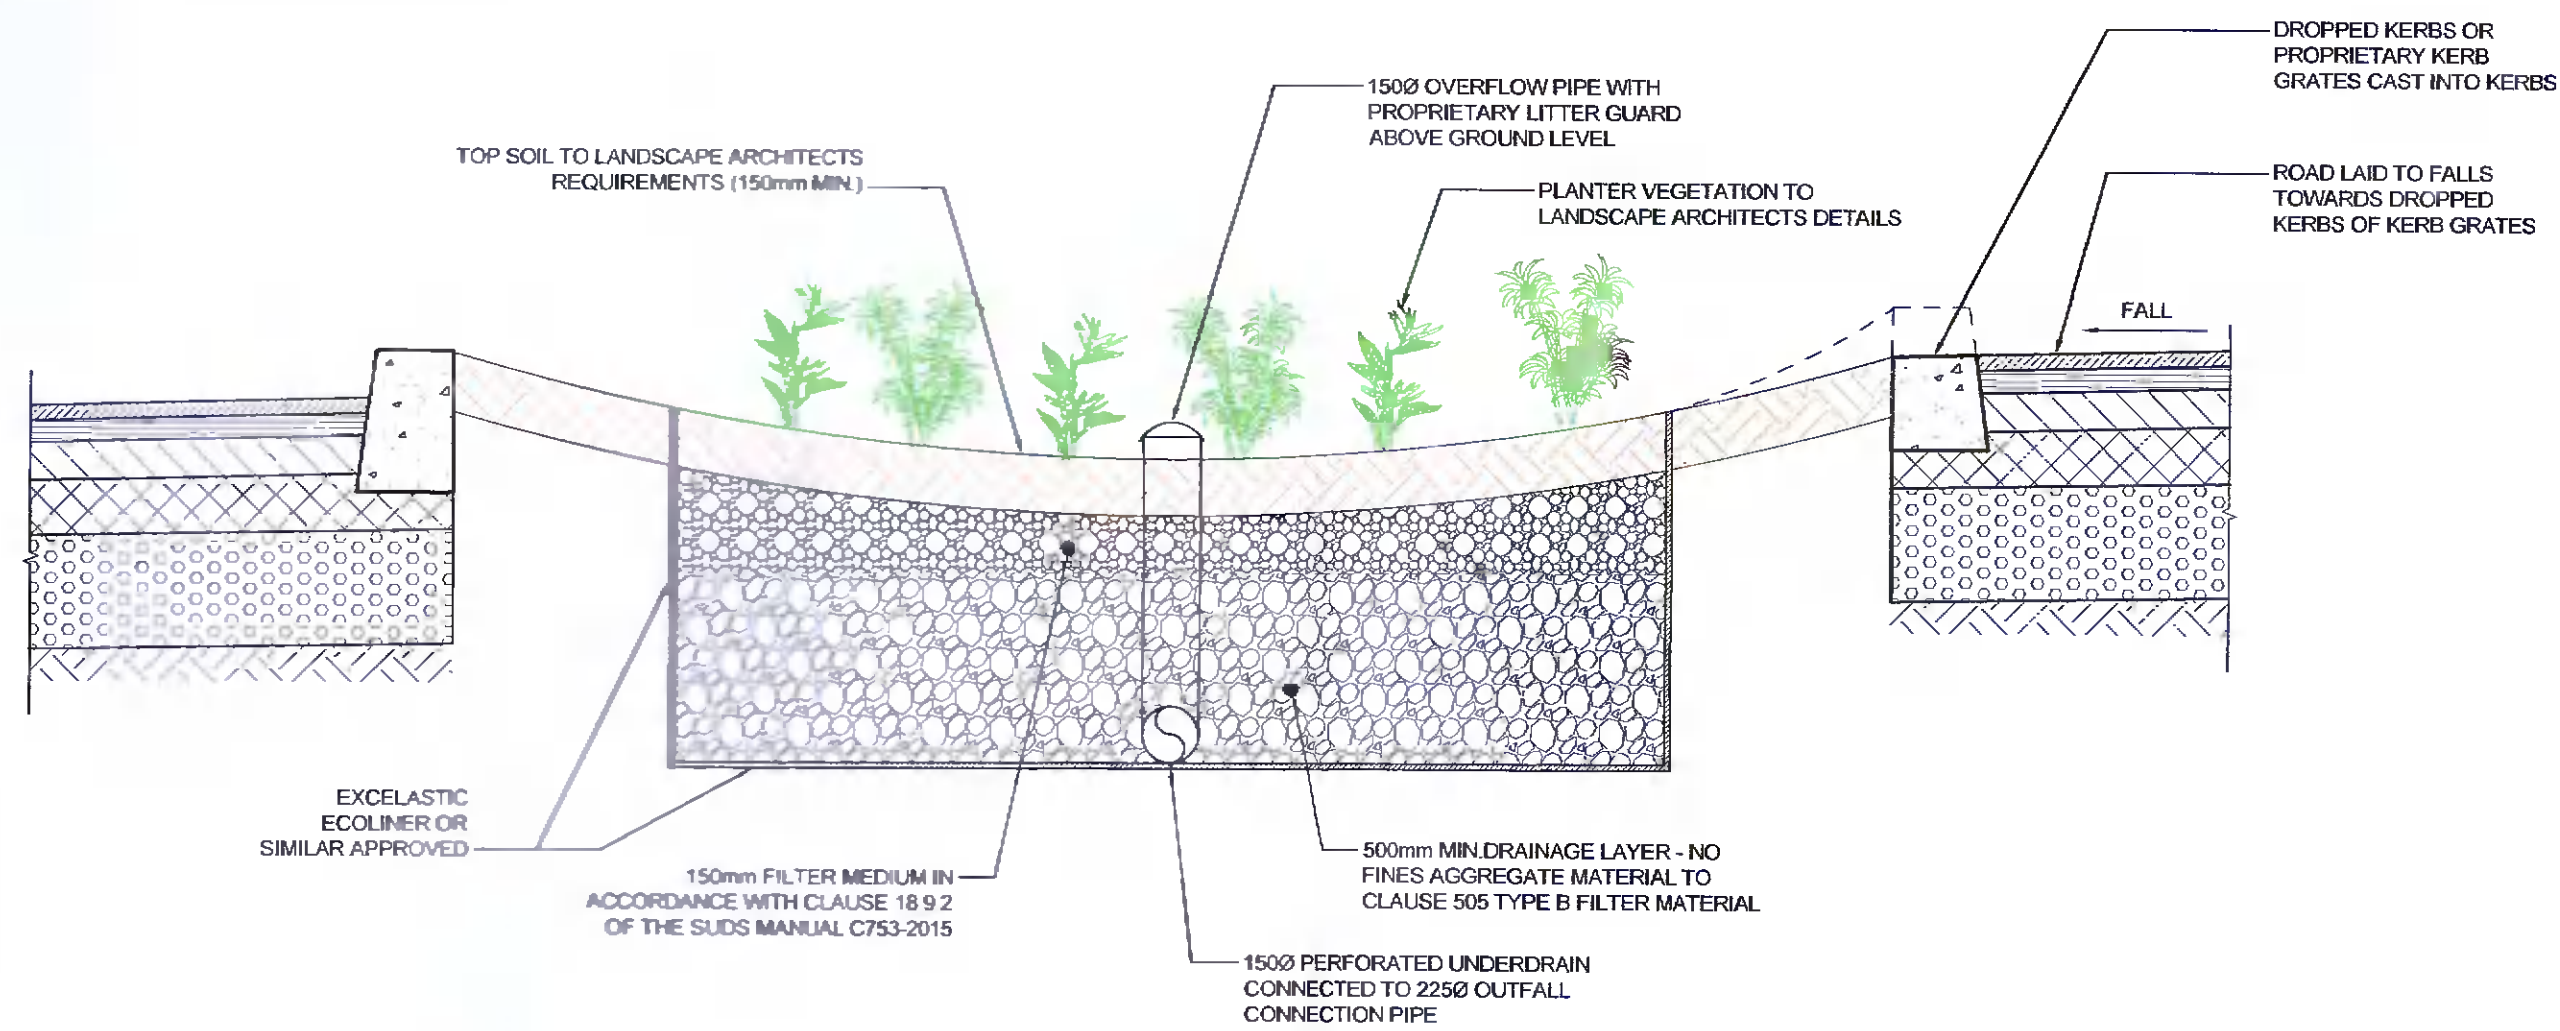 DROPPED KERBS OR
PROPRIETARY KERB
GRATES CAST INTO KERBS
150Ø OVERFLOW PIPE WITH
PROPRIETARY LITTER GUARD
ABOVE GROUND LEVEL
TOP SOIL TO LANDSCAPE ARCHITECTS
REQUIREMENTS (150mm MIN.)
PLANTER VEGETATION TO
LANDSCAPE ARCHITECTS DETAILS
ROAD LAID TO FALLS
TOWARDS DROPPED
KERBS OF KERB GRATES
FALL
EXCELASTIC
ECOLINER OR
SIMILAR APPROVED
150mm FILTER MEDIUM IN
ACCORDANCE WITH CLAUSE 18 9 2
OF THE SUDS MANUAL C753-2015
500mm MIN.DRAINAGE LAYER - NO
FINES AGGREGATE MATERIAL TO
CLAUSE 505 TYPE B FILTER MATERIAL
150Ø PERFORATED UNDERDRAIN
CONNECTED TO 225Ø OUTFALL
CONNECTION PIPE